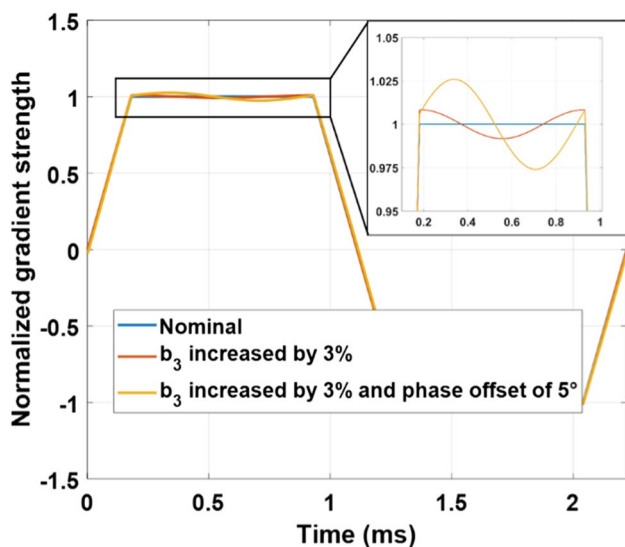 1.5
1
0.5
0
-0.5
-1
-1.5
Normalized gradient strength
1.05
1.025
1
0.975
0.95
0.2 0.4 0.6 0.8 1
Nominal
b3 increased by 3%
b3 increased by 3% and phase offset of 5°
0 0.5 1 1.5 2
Time (ms)